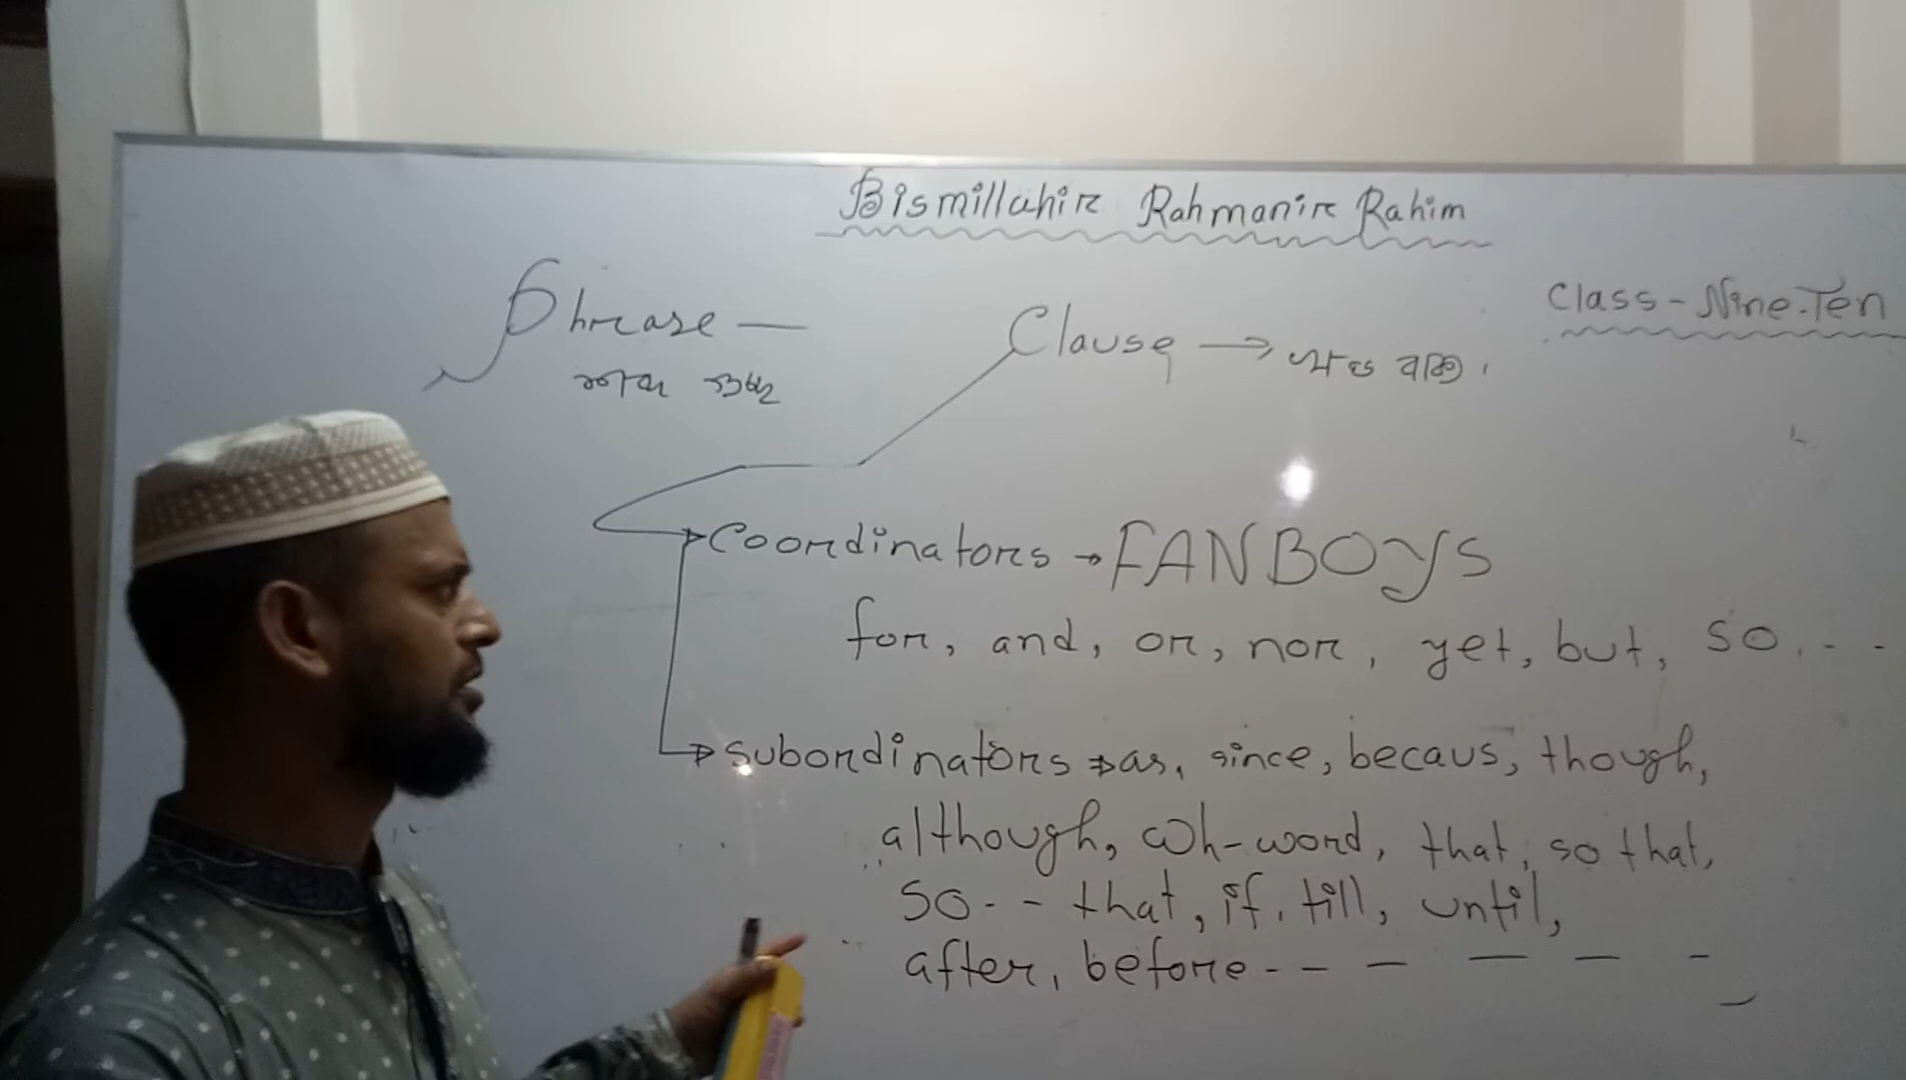 Bismillahir Rahmanir Rahim
Class-Nine-Ten
Phrase —
Clause →
Coordinators → FANBOYS
for, and, or, nor, yet, but, so. - -
Subordinators → as, since, becaus, though,
although, Wh-word, that, so that,
so- - that, if, till, until,
after, before - - — — — -